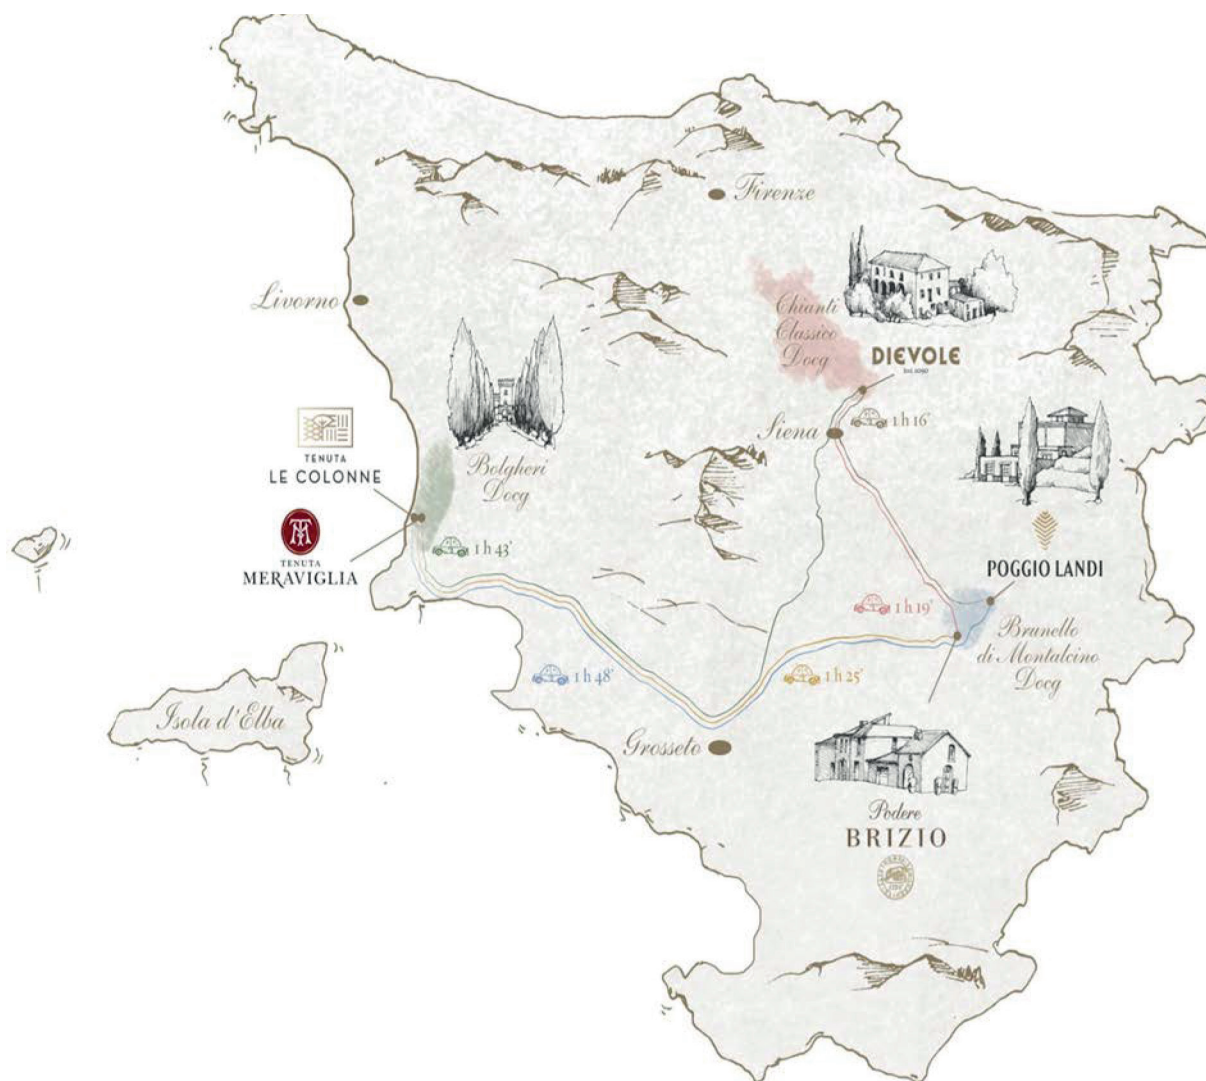 Firenze
Livorno
Chianti
Classico
Docg
DIEVOLE
TENUTA
LE COLONNE
Bolgheri
Docg
Siena
1 h 16'
TENUTA
MERAVIGLIA
1 h 43'
POGGIO LANDI
1 h 19'
Brunello
di Montalcino
Docg
1 h 48'
1 h 25'
Isola d'Elba
Grosseto
Podere
BRIZIO